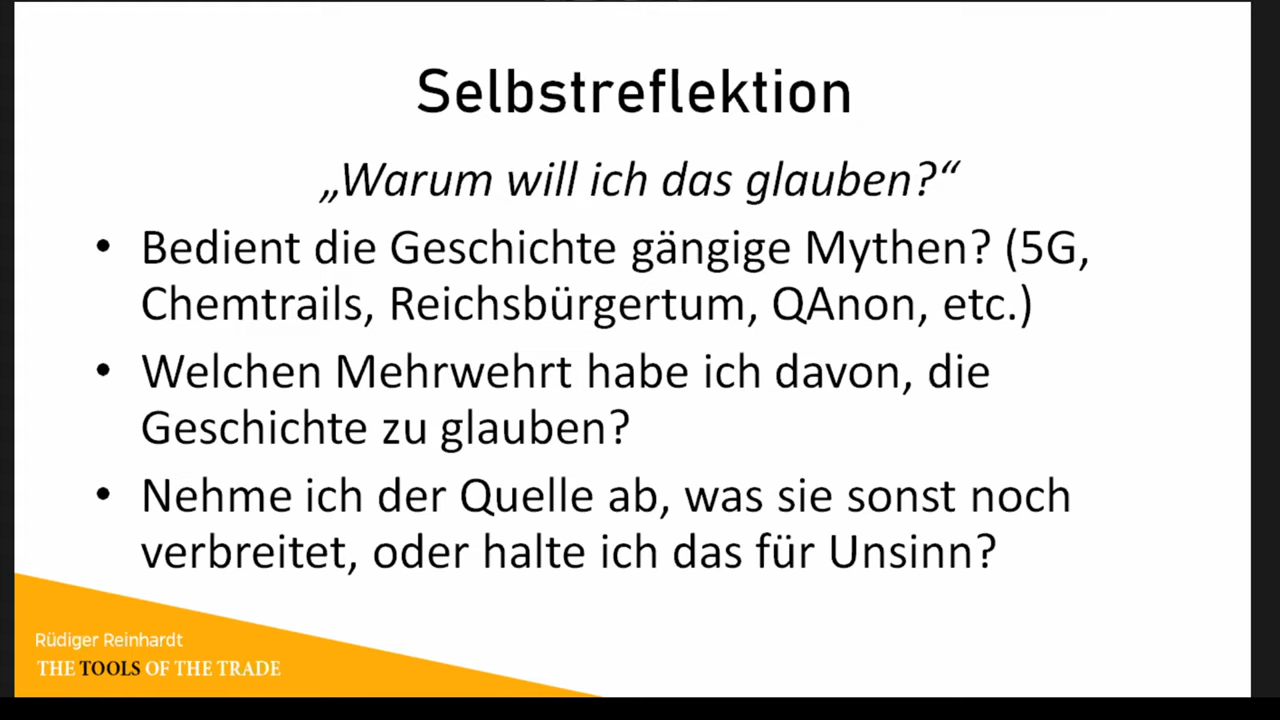 Selbstreflektion
„Warum will ich das glauben?“
• Bedient die Geschichte gängige Mythen? (5G,
Chemtrails, Reichsbürgertum, QAnon, etc.)
• Welchen Mehrwehrt habe ich davon, die
Geschichte zu glauben?
• Nehme ich der Quelle ab, was sie sonst noch
verbreitet, oder halte ich das für Unsinn?
Rüdiger Reinhardt
THE TOOLS OF THE TRADE